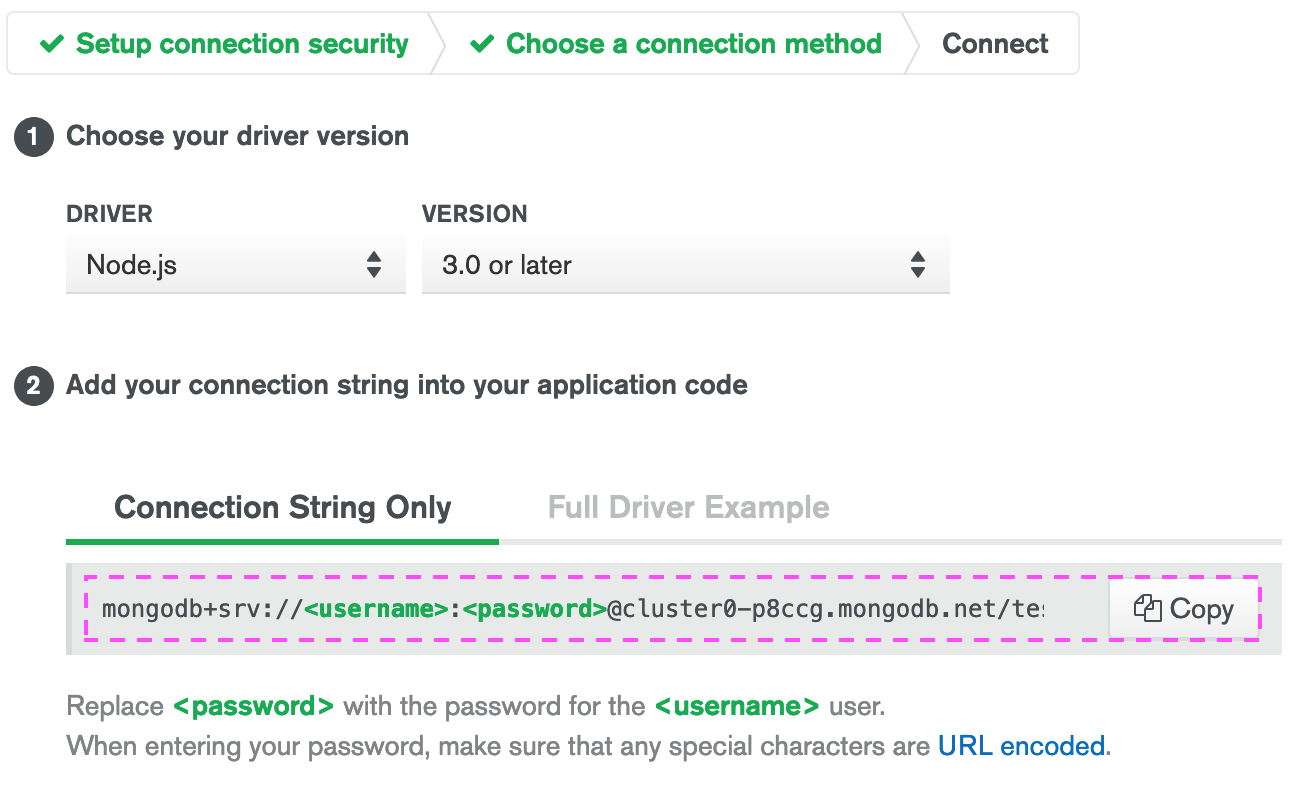 Setup connection security Choose a connection method Connect
1 Choose your driver version
DRIVER VERSION
Node.js 3.0 or later
2 Add your connection string into your application code
Connection String Only Full Driver Example
mongodb+srv://<username>:<password>@cluster0-p8ccg.mongodb.net/tes Copy
Replace <password> with the password for the <username> user.
When entering your password, make sure that any special characters are URL encoded.